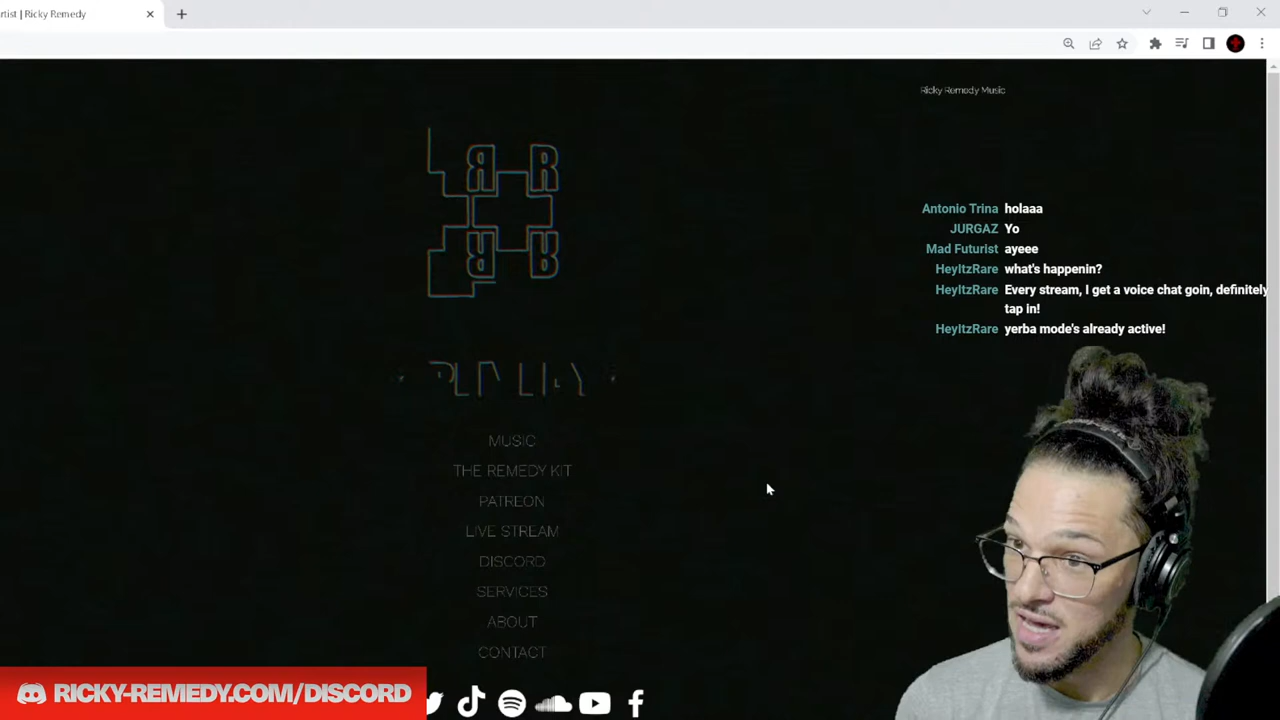 artist | Ricky Remedy
Ricky Remedy Music
R R
R R
Antonio Trina holaaa
JURGAZ Yo
Mad Futurist ayeee
HeyItzRare what's happenin?
HeyItzRare Every stream, I get a voice chat goin, definitely
tap in!
HeyItzRare yerba mode's already active!
MUSIC
THE REMEDY KIT
PATREON
LIVE STREAM
DISCORD
SERVICES
ABOUT
CONTACT
RICKY-REMEDY.COM/DISCORD